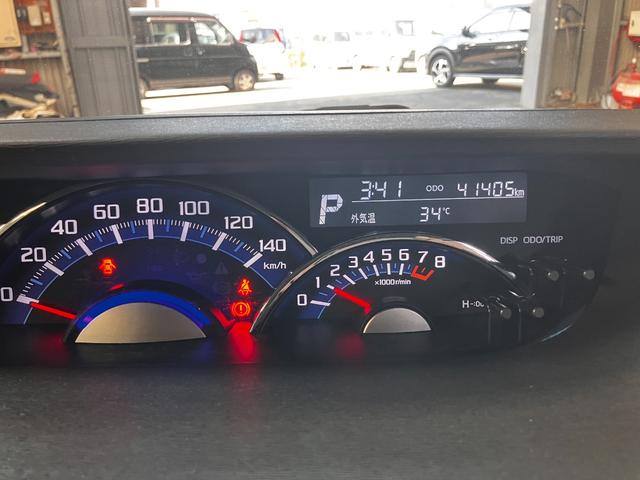 P 3:41 ODO 41405km
外気温 34℃
0 20 40 60 80 100 120 140
km/h
0 1 2 3 4 5 6 7 8
×1000r/min
DISP ODO/TRIP
H